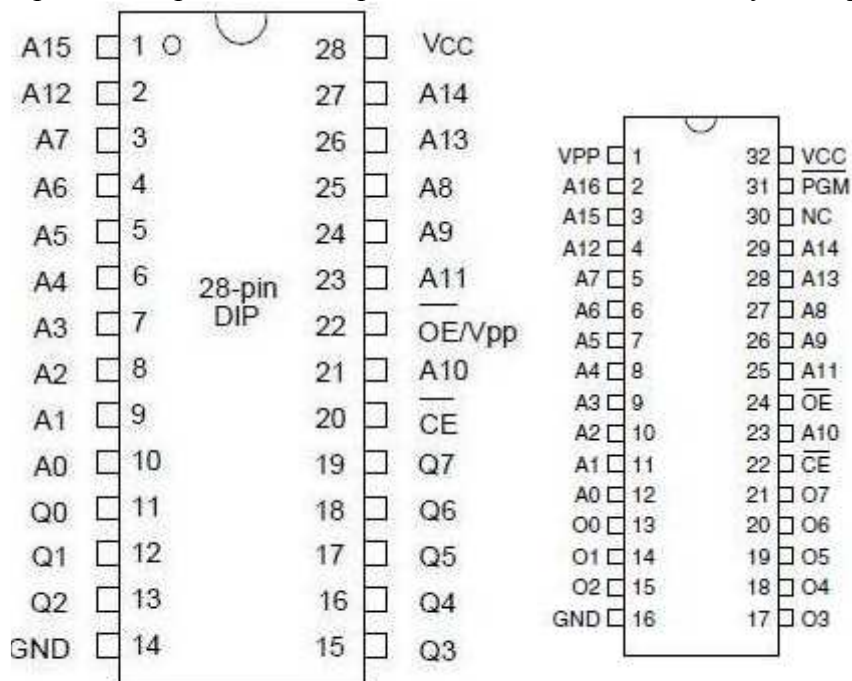 A15 1 28 VCC
A12 2 27 A14
A7 3 26 A13
A6 4 25 A8
A5 5 24 A9
A4 6 23 A11
28-pin
DIP
A3 7 22 OE/Vpp
A2 8 21 A10
A1 9 20 CE
A0 10 19 Q7
Q0 11 18 Q6
Q1 12 17 Q5
Q2 13 16 Q4
GND 14 15 Q3
VPP 1 32 VCC
A16 2 31 PGM
A15 3 30 NC
A12 4 29 A14
A7 5 28 A13
A6 6 27 A8
A5 7 26 A9
A4 8 25 A11
A3 9 24 OE
A2 10 23 A10
A1 11 22 CE
A0 12 21 O7
O0 13 20 O6
O1 14 19 O5
O2 15 18 O4
GND 16 17 O3